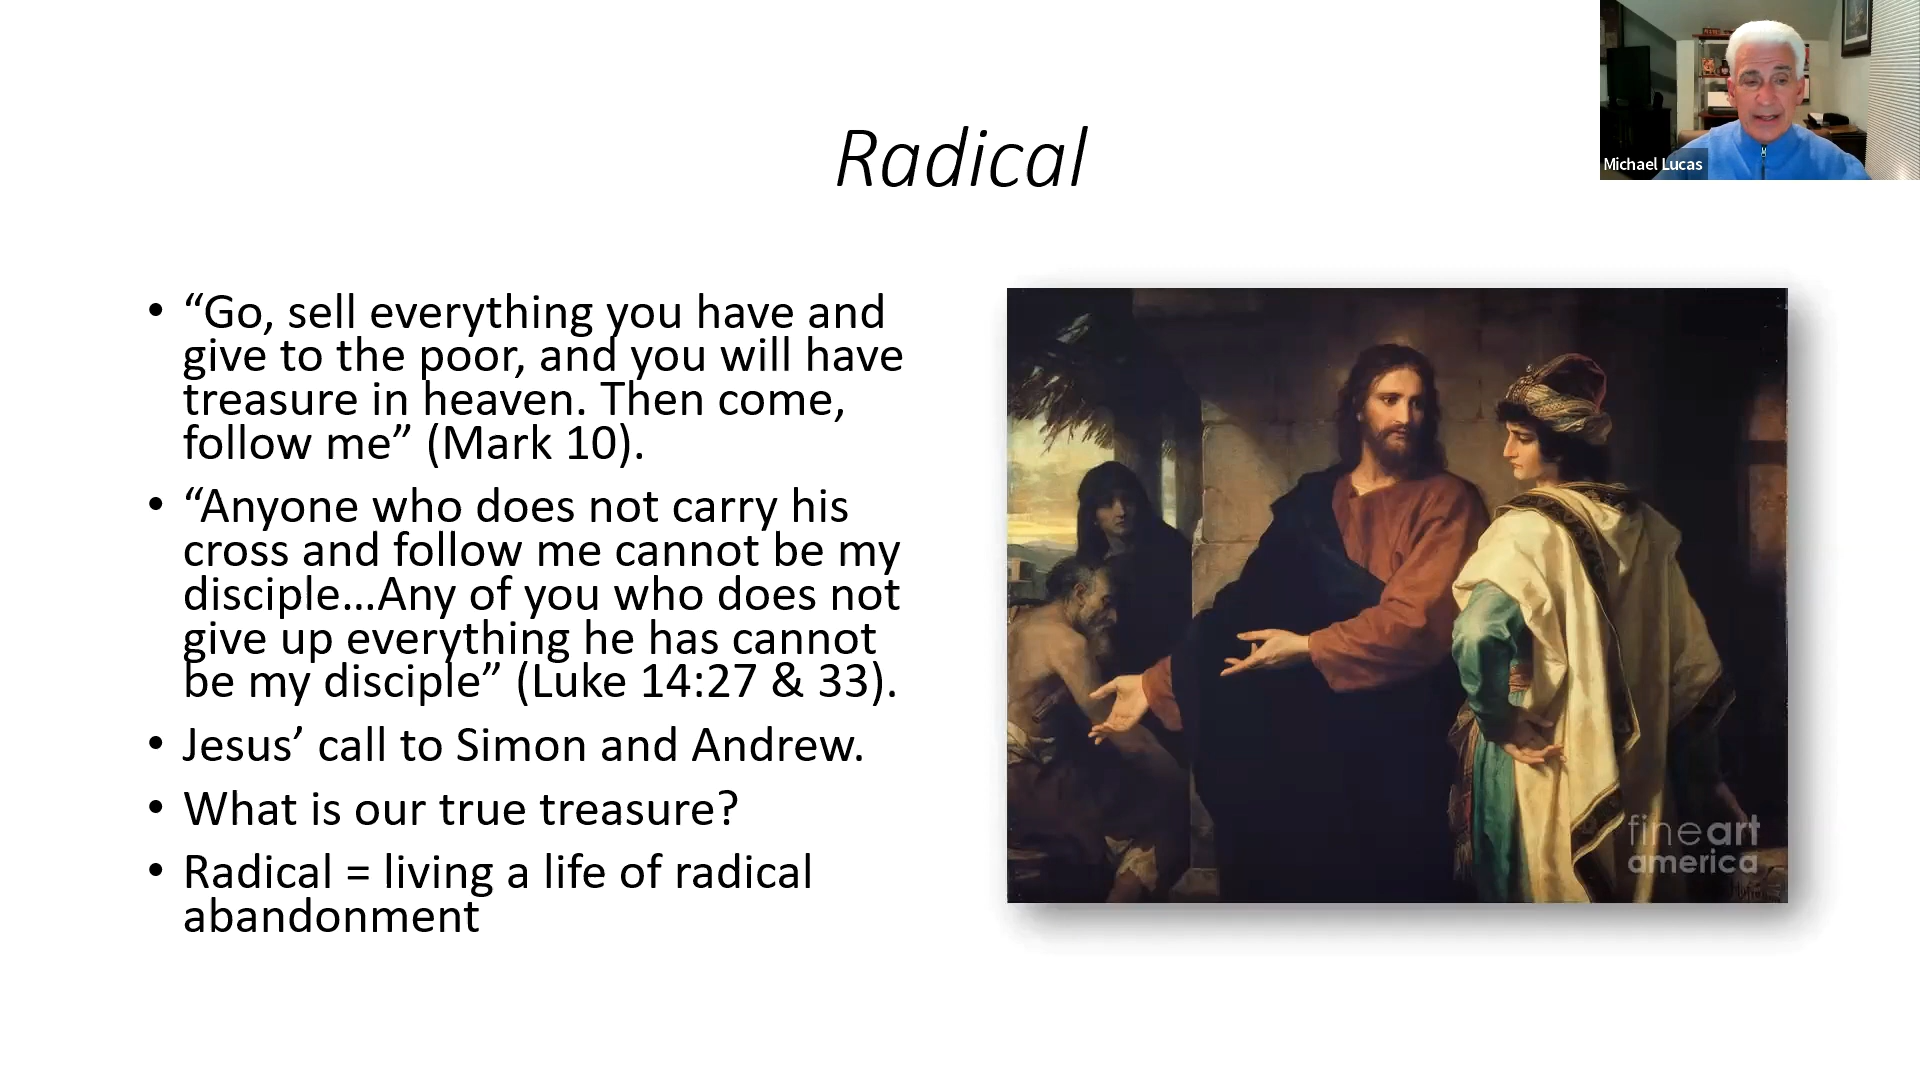 Radical
Michael Lucas
• “Go, sell everything you have and
give to the poor, and you will have
treasure in heaven. Then come,
follow me” (Mark 10).
• “Anyone who does not carry his
cross and follow me cannot be my
disciple…Any of you who does not
give up everything he has cannot
be my disciple” (Luke 14:27 & 33).
• Jesus’ call to Simon and Andrew.
• What is our true treasure?
• Radical = living a life of radical
abandonment
fineart
america